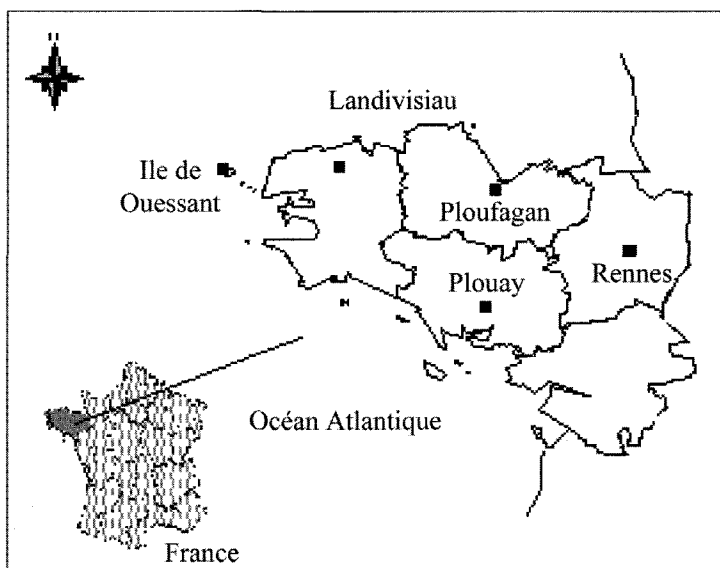 Landivisiau
Ile de
Ouessant
Ploufagan
Plouay
Rennes
Océan Atlantique
France